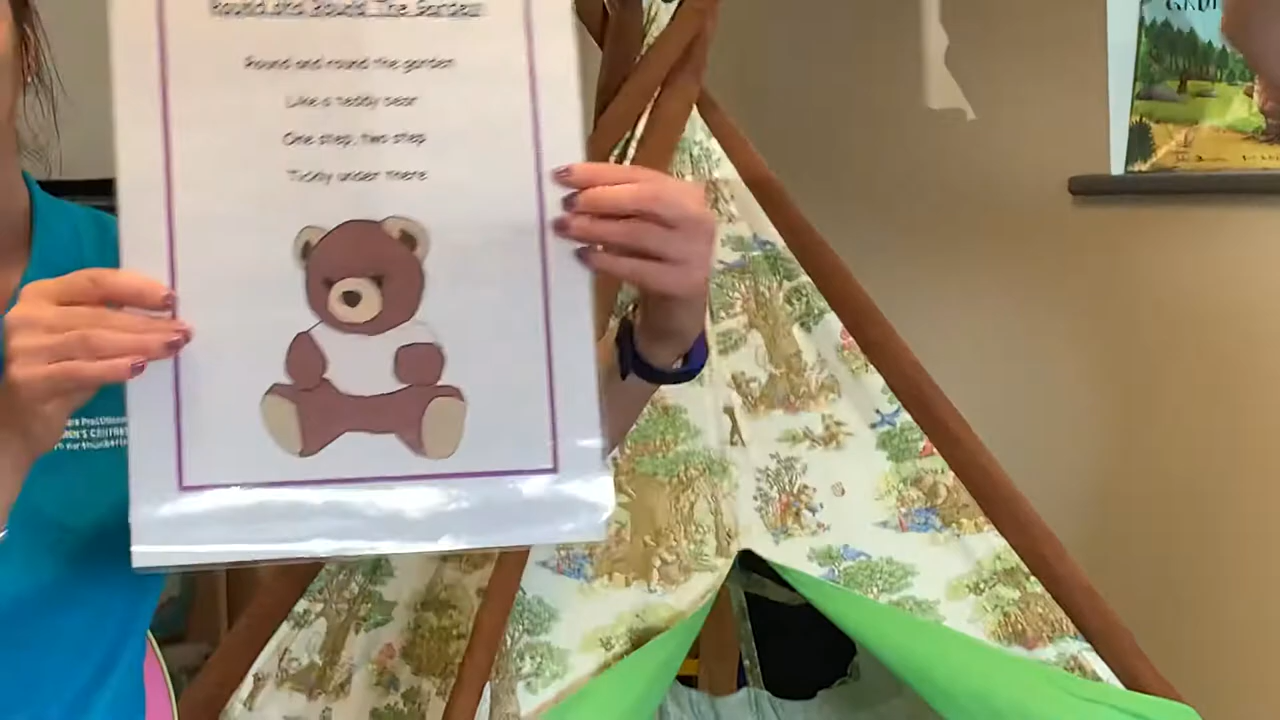 Round and Round The Garden
Round and round the garden
Like a teddy bear
One step, two step
Tickly under there